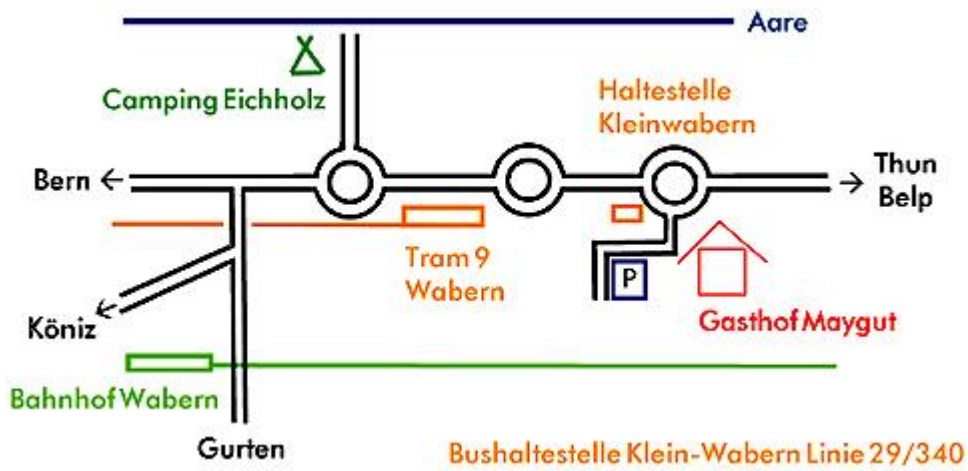 Aare
Camping Eichholz
Haltestelle
Kleinwabern
Bern
Thun
Belp
Tram 9
Wabern
P
Köniz
Gasthof Maygut
Bahnhof Wabern
Gurten
Bushaltestelle Klein-Wabern Linie 29/340